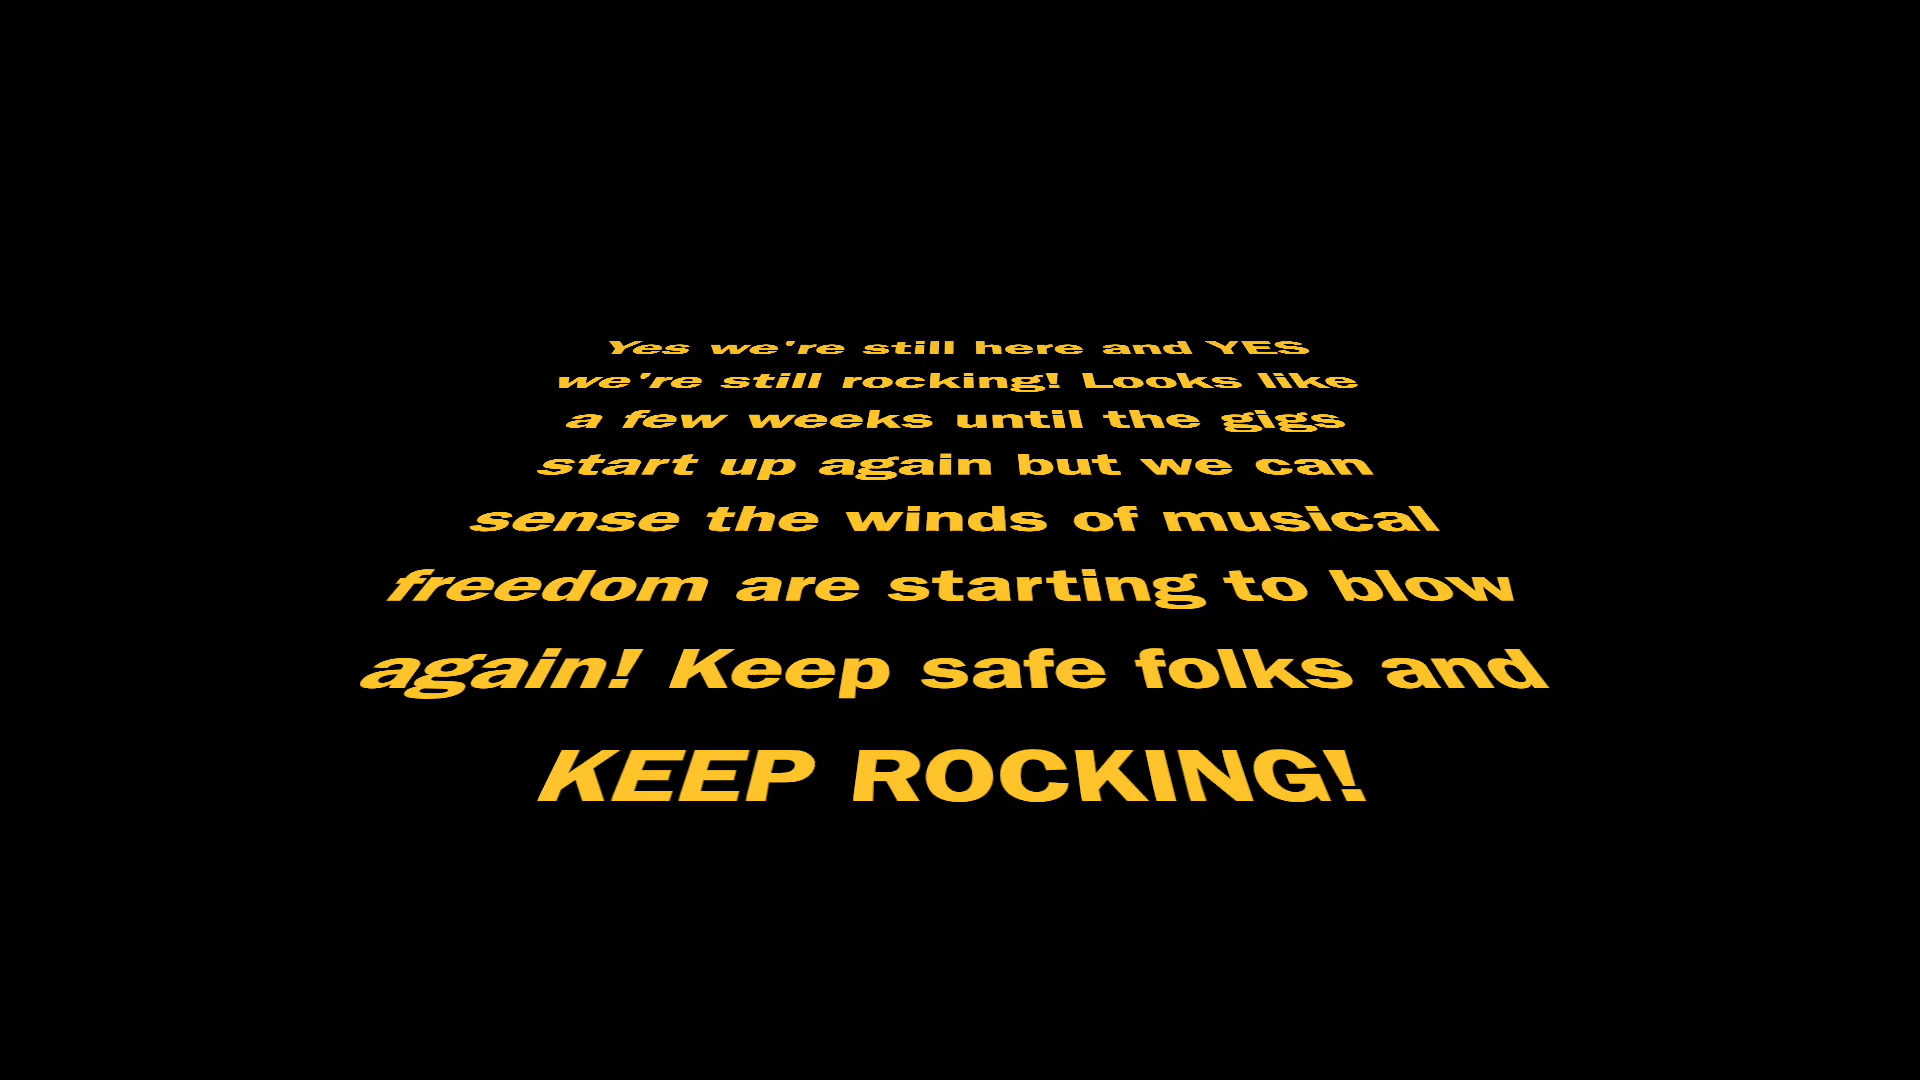 Yes we're still here and YES
we're still rocking! Looks like
a few weeks until the gigs
start up again but we can
sense the winds of musical
freedom are starting to blow
again! Keep safe folks and
KEEP ROCKING!